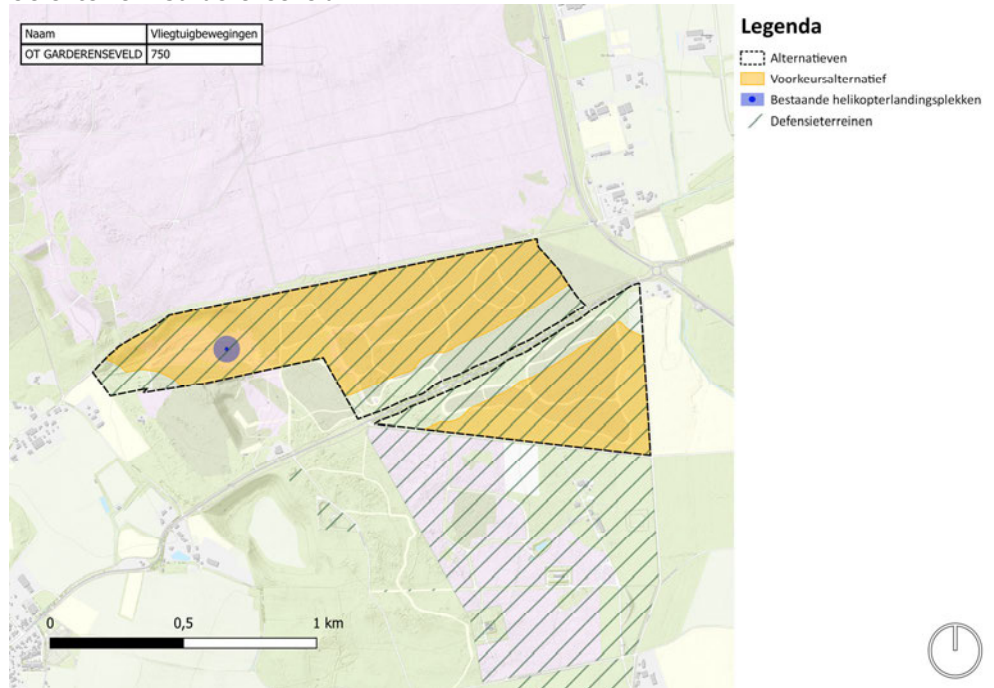 Naam Vliegtuigbewegingen
OT GARDERENSEVELD 750
Legenda
Alternatieven
Voorkeursalternatief
Bestaande helikopterlandingsplekken
Defensieterreinen
0 0,5 1 km